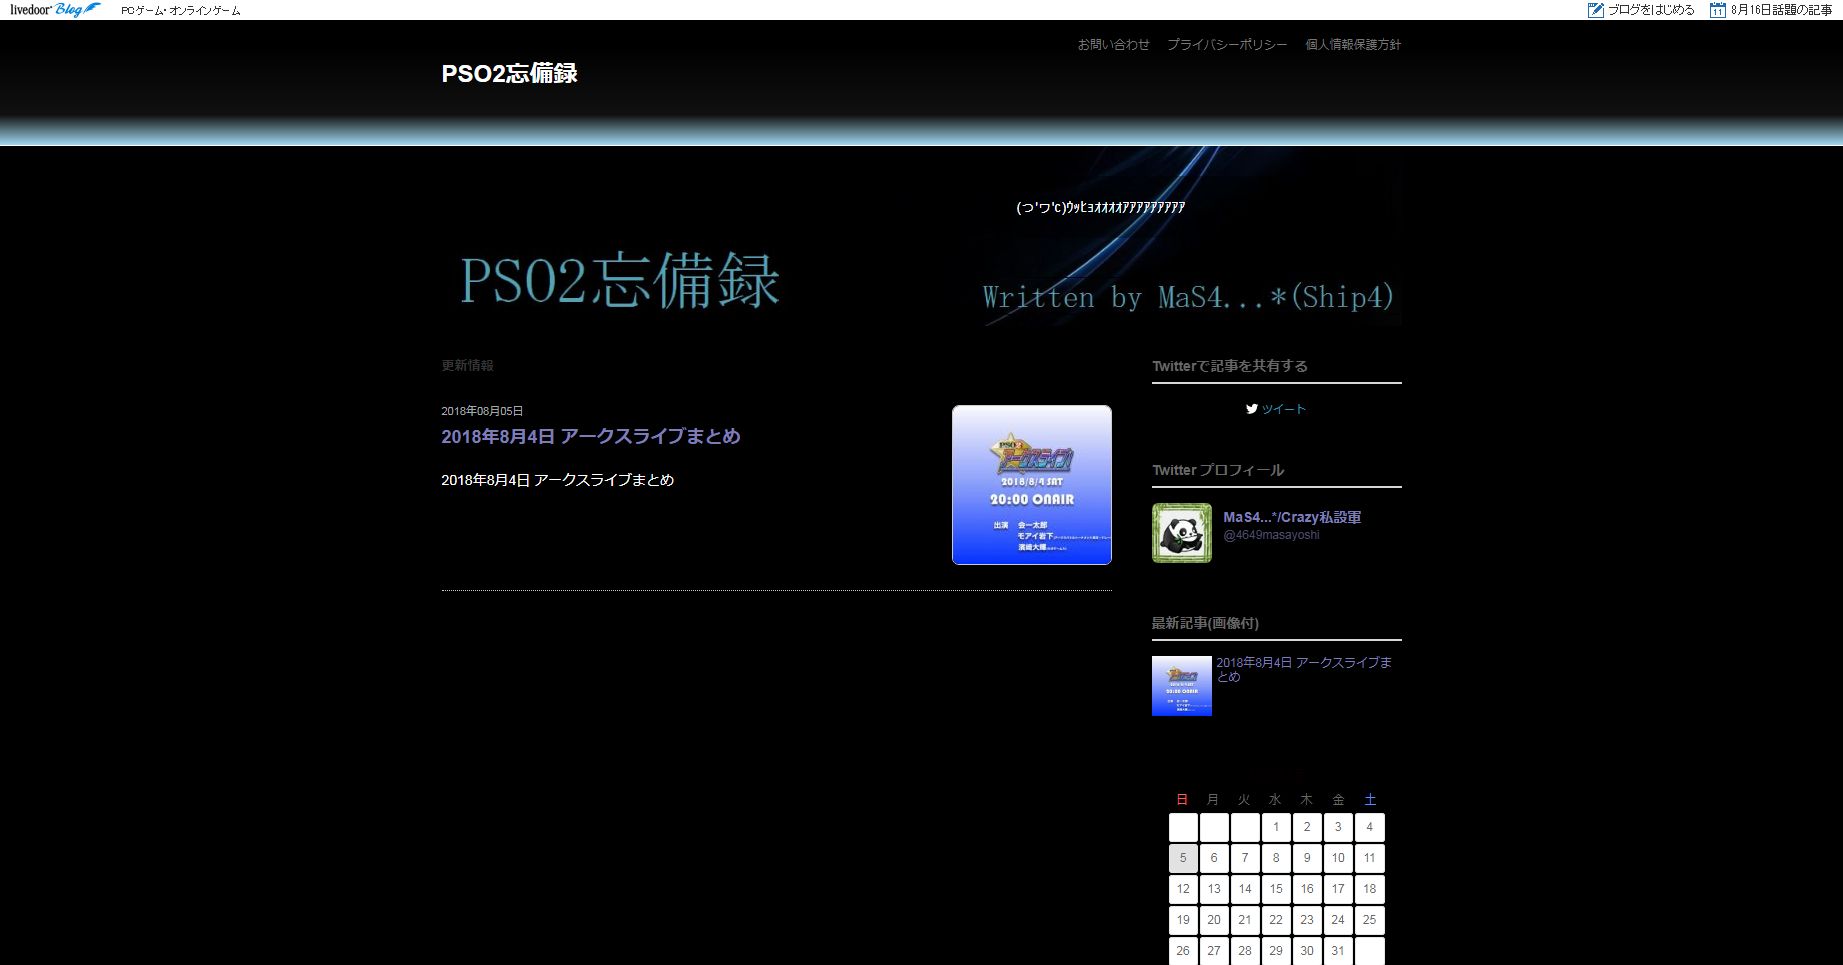 livedoor Blog PCゲーム・オンラインゲーム ブログをはじめる 11 8月16日話題の記事
お問い合わせ プライバシーポリシー 個人情報保護方針
PSO2忘備録
(っ'ヮ'c)ｳｯﾋｮｵｵｵｵｱｱｱｱｱｱｱｱｱ
PSO2忘備録
Written by MaS4...*(Ship4)
更新情報
2018年08月05日
2018年8月4日 アークスライブまとめ
2018年8月4日 アークスライブまとめ
PSO2
アークスライブ!
2018/8/4 SAT
20:00 ONAIR
出演 会一太郎
モアイ岩下
濱﨑大輝
Twitterで記事を共有する
ツイート
Twitter プロフィール
MaS4...*/Crazy私設軍
@4649masayoshi
最新記事(画像付)
20:00 ONAIR
2018年8月4日 アークスライブま
とめ
日 月 火 水 木 金 土
1 2 3 4
5 6 7 8 9 10 11
12 13 14 15 16 17 18
19 20 21 22 23 24 25
26 27 28 29 30 31